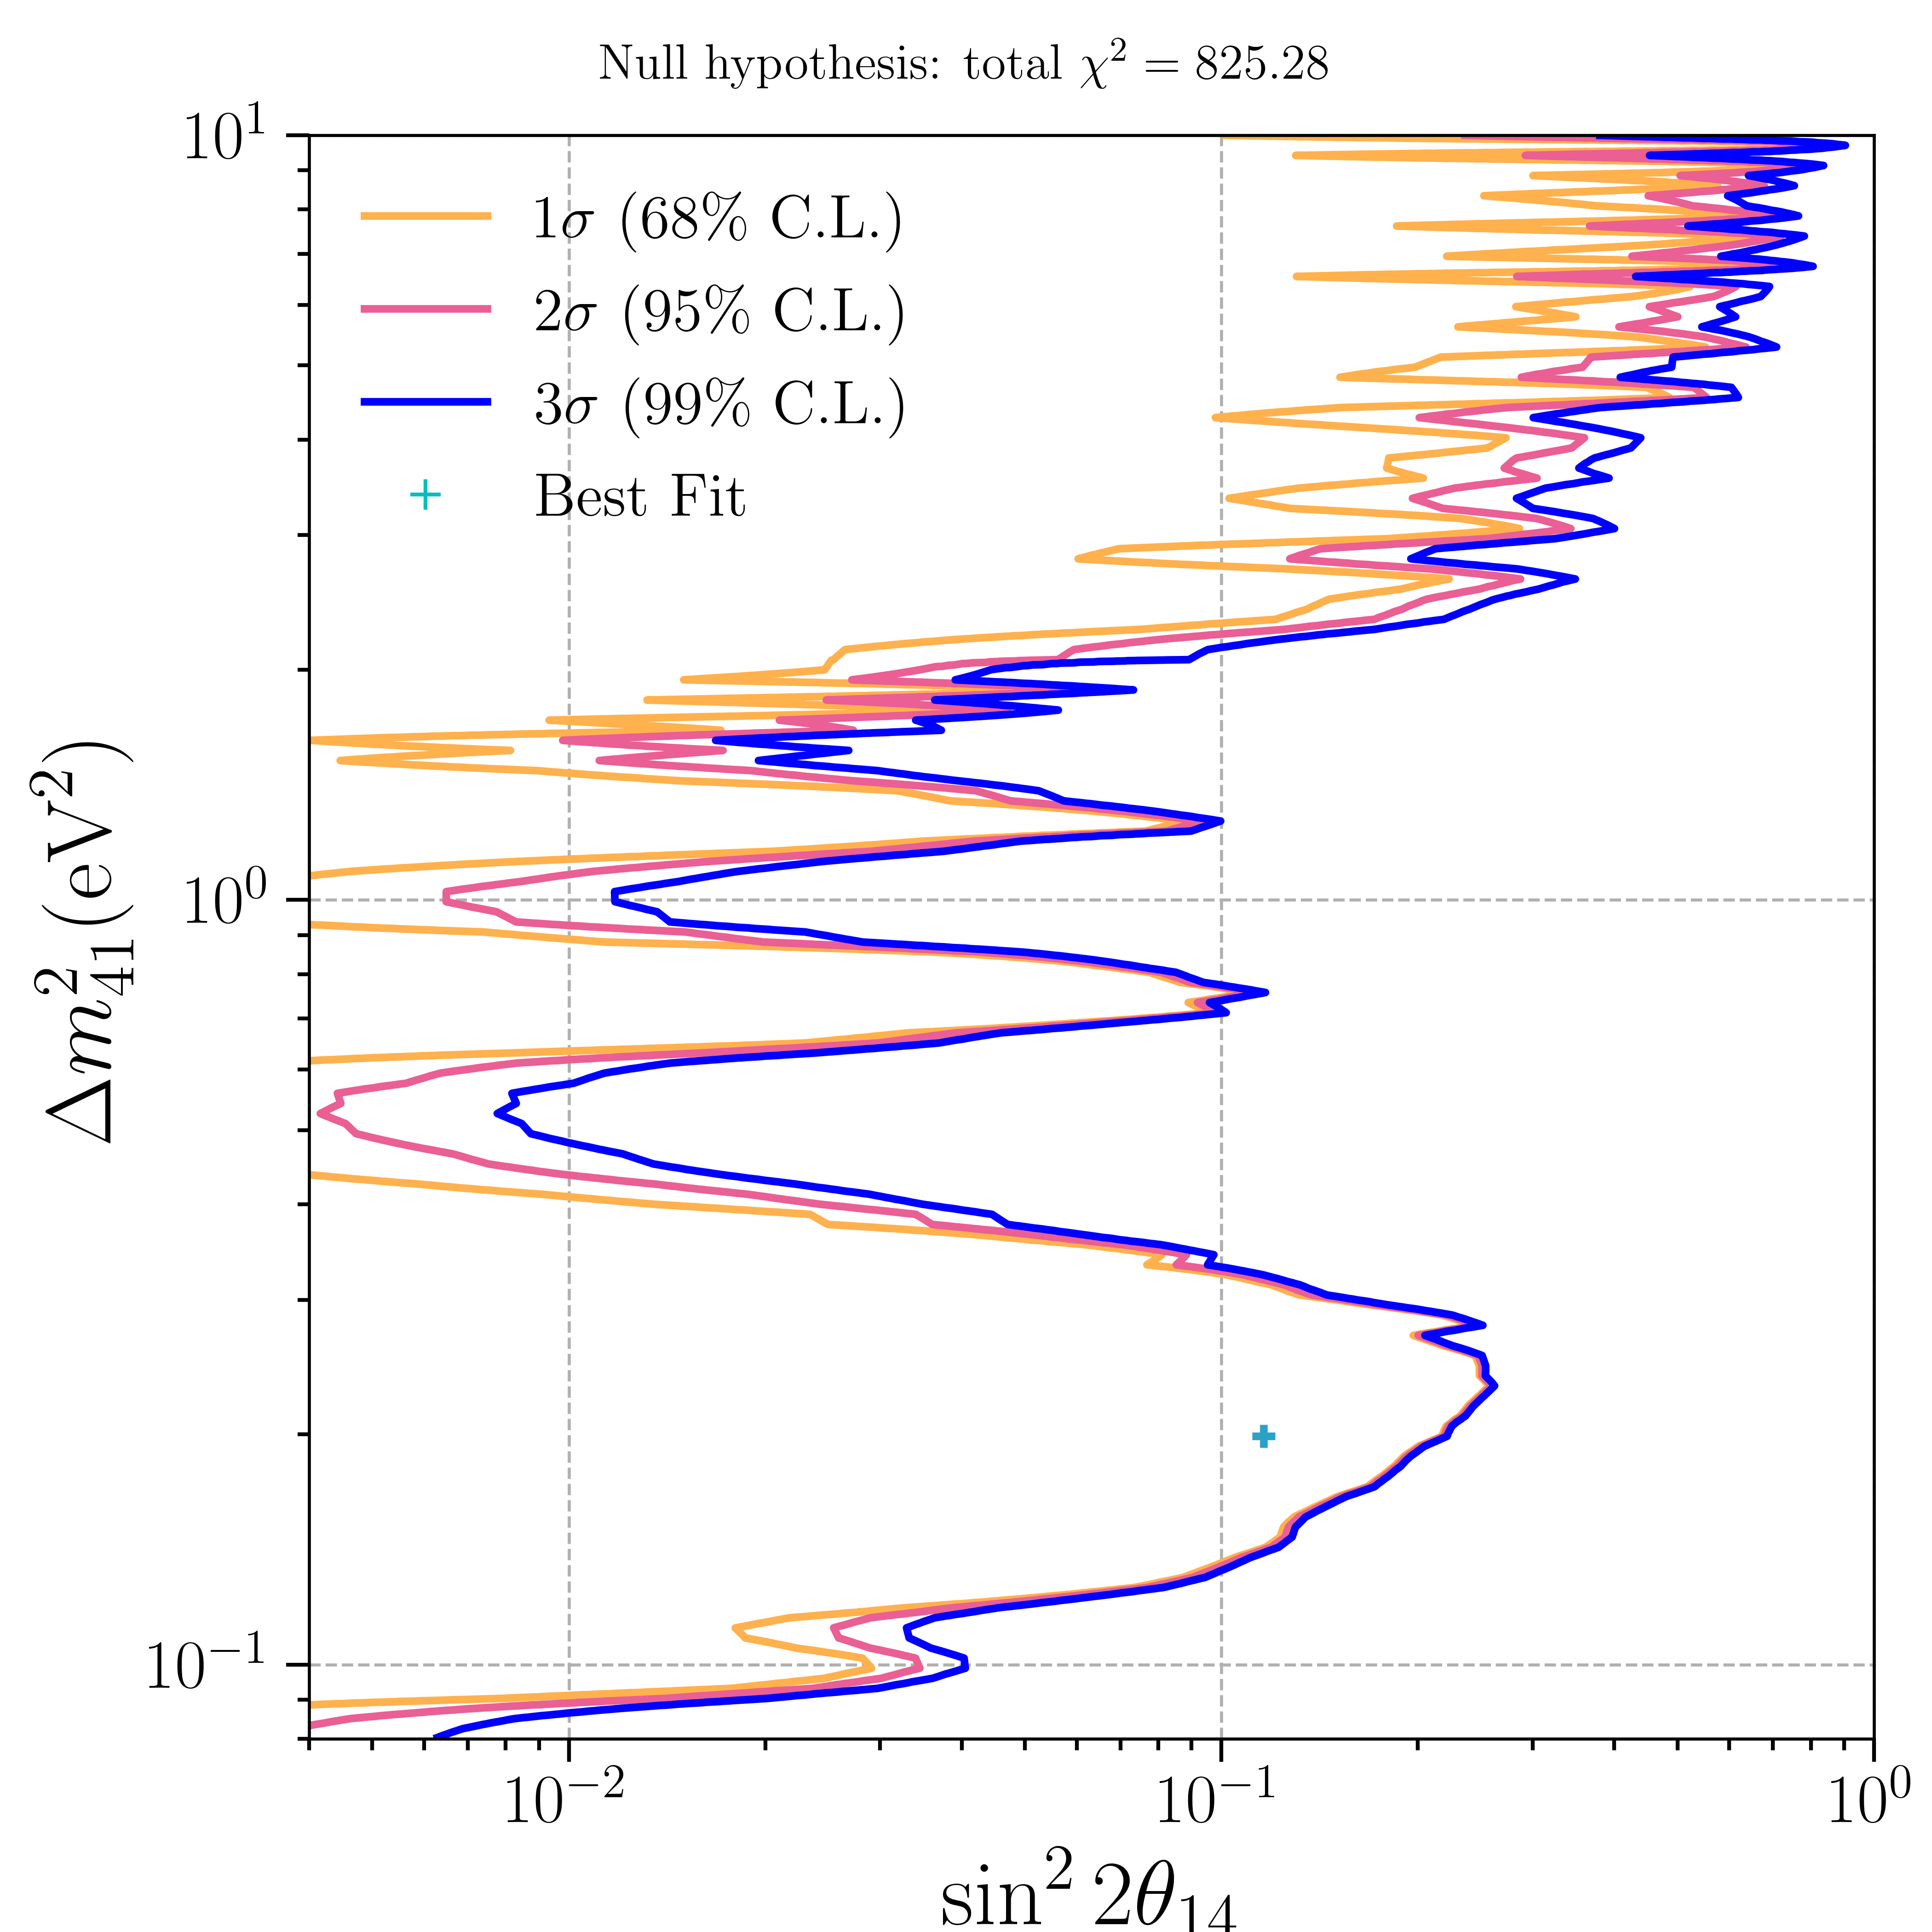 Null hypothesis: total χ² = 825.28
10¹
1σ (68% C.L.)
2σ (95% C.L.)
3σ (99% C.L.)
Best Fit
Δm²₄₁(eV²)
10⁰
10⁻¹
10⁻²
10⁻¹
10⁰
sin² 2θ₁₄